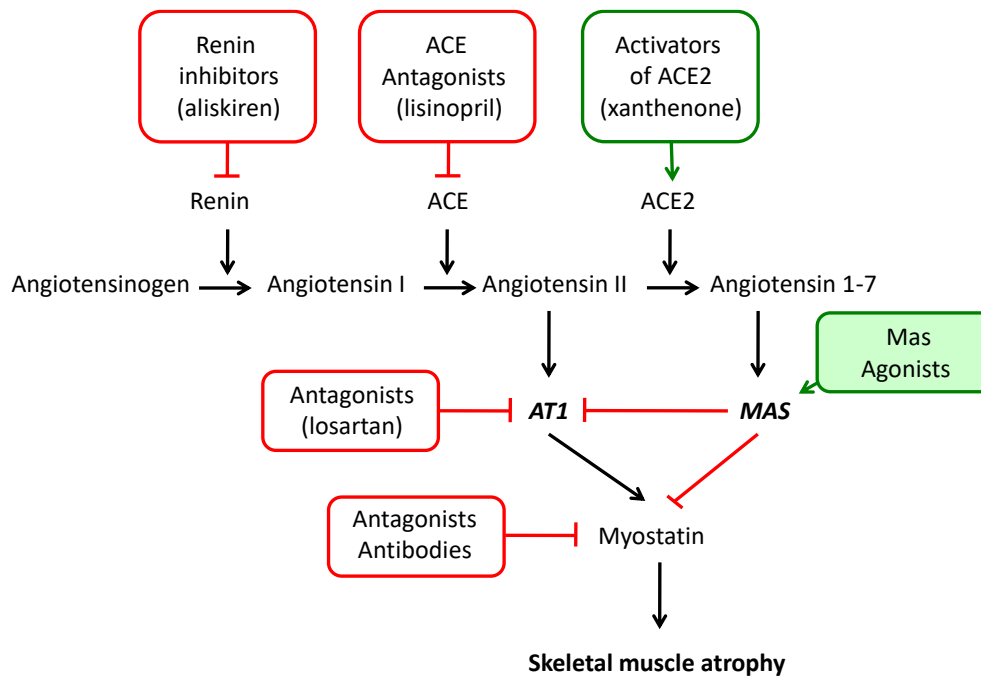 Renin
inhibitors
(aliskiren)
ACE
Antagonists
(lisinopril)
Activators
of ACE2
(xanthenone)
Renin
ACE
ACE2
Angiotensinogen
Angiotensin I
Angiotensin II
Angiotensin 1-7
Mas
Agonists
Antagonists
(losartan)
AT1
MAS
Antagonists
Antibodies
Myostatin
Skeletal muscle atrophy